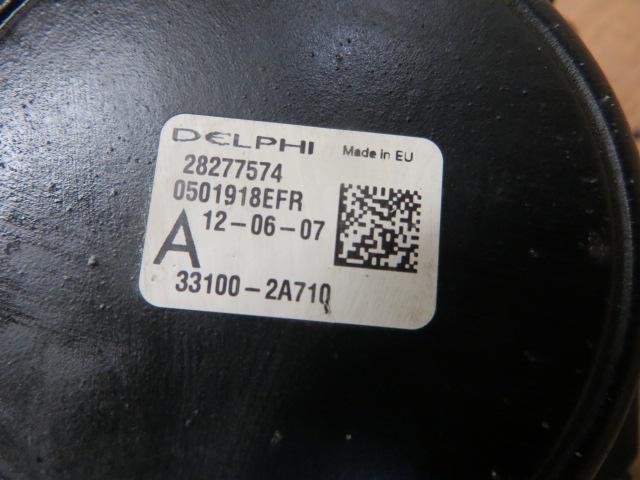 DELPHI Made in EU
28277574
0501918EFR
A 12-06-07
33100-2A710